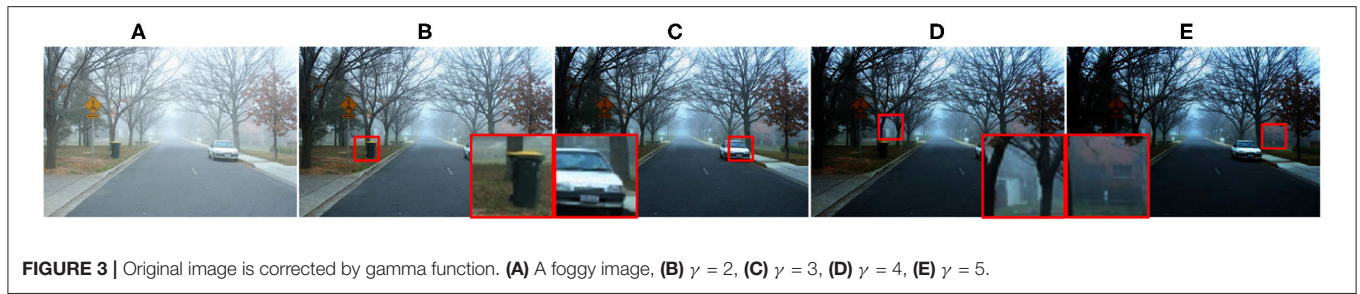 A B C D E
FIGURE 3 | Original image is corrected by gamma function. (A) A foggy image, (B) γ = 2, (C) γ = 3, (D) γ = 4, (E) γ = 5.